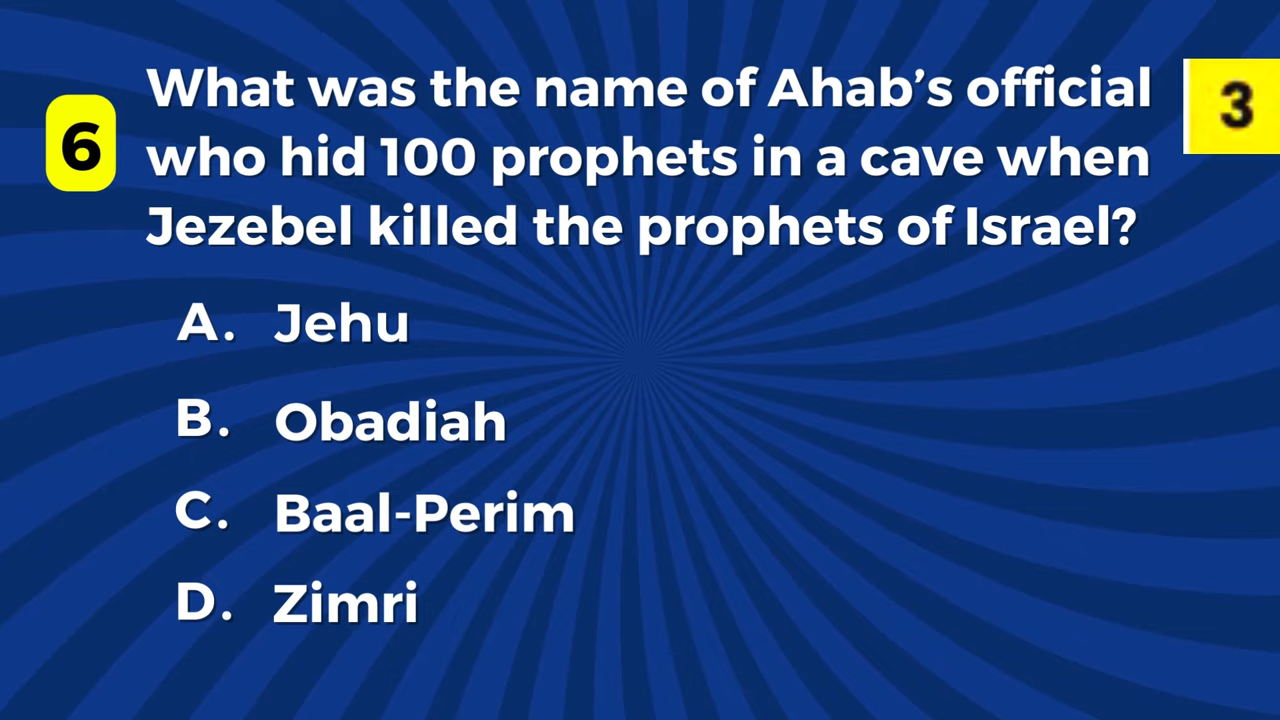 What was the name of Ahab’s official
who hid 100 prophets in a cave when
Jezebel killed the prophets of Israel?
6
3
A. Jehu
B. Obadiah
C. Baal-Perim
D. Zimri